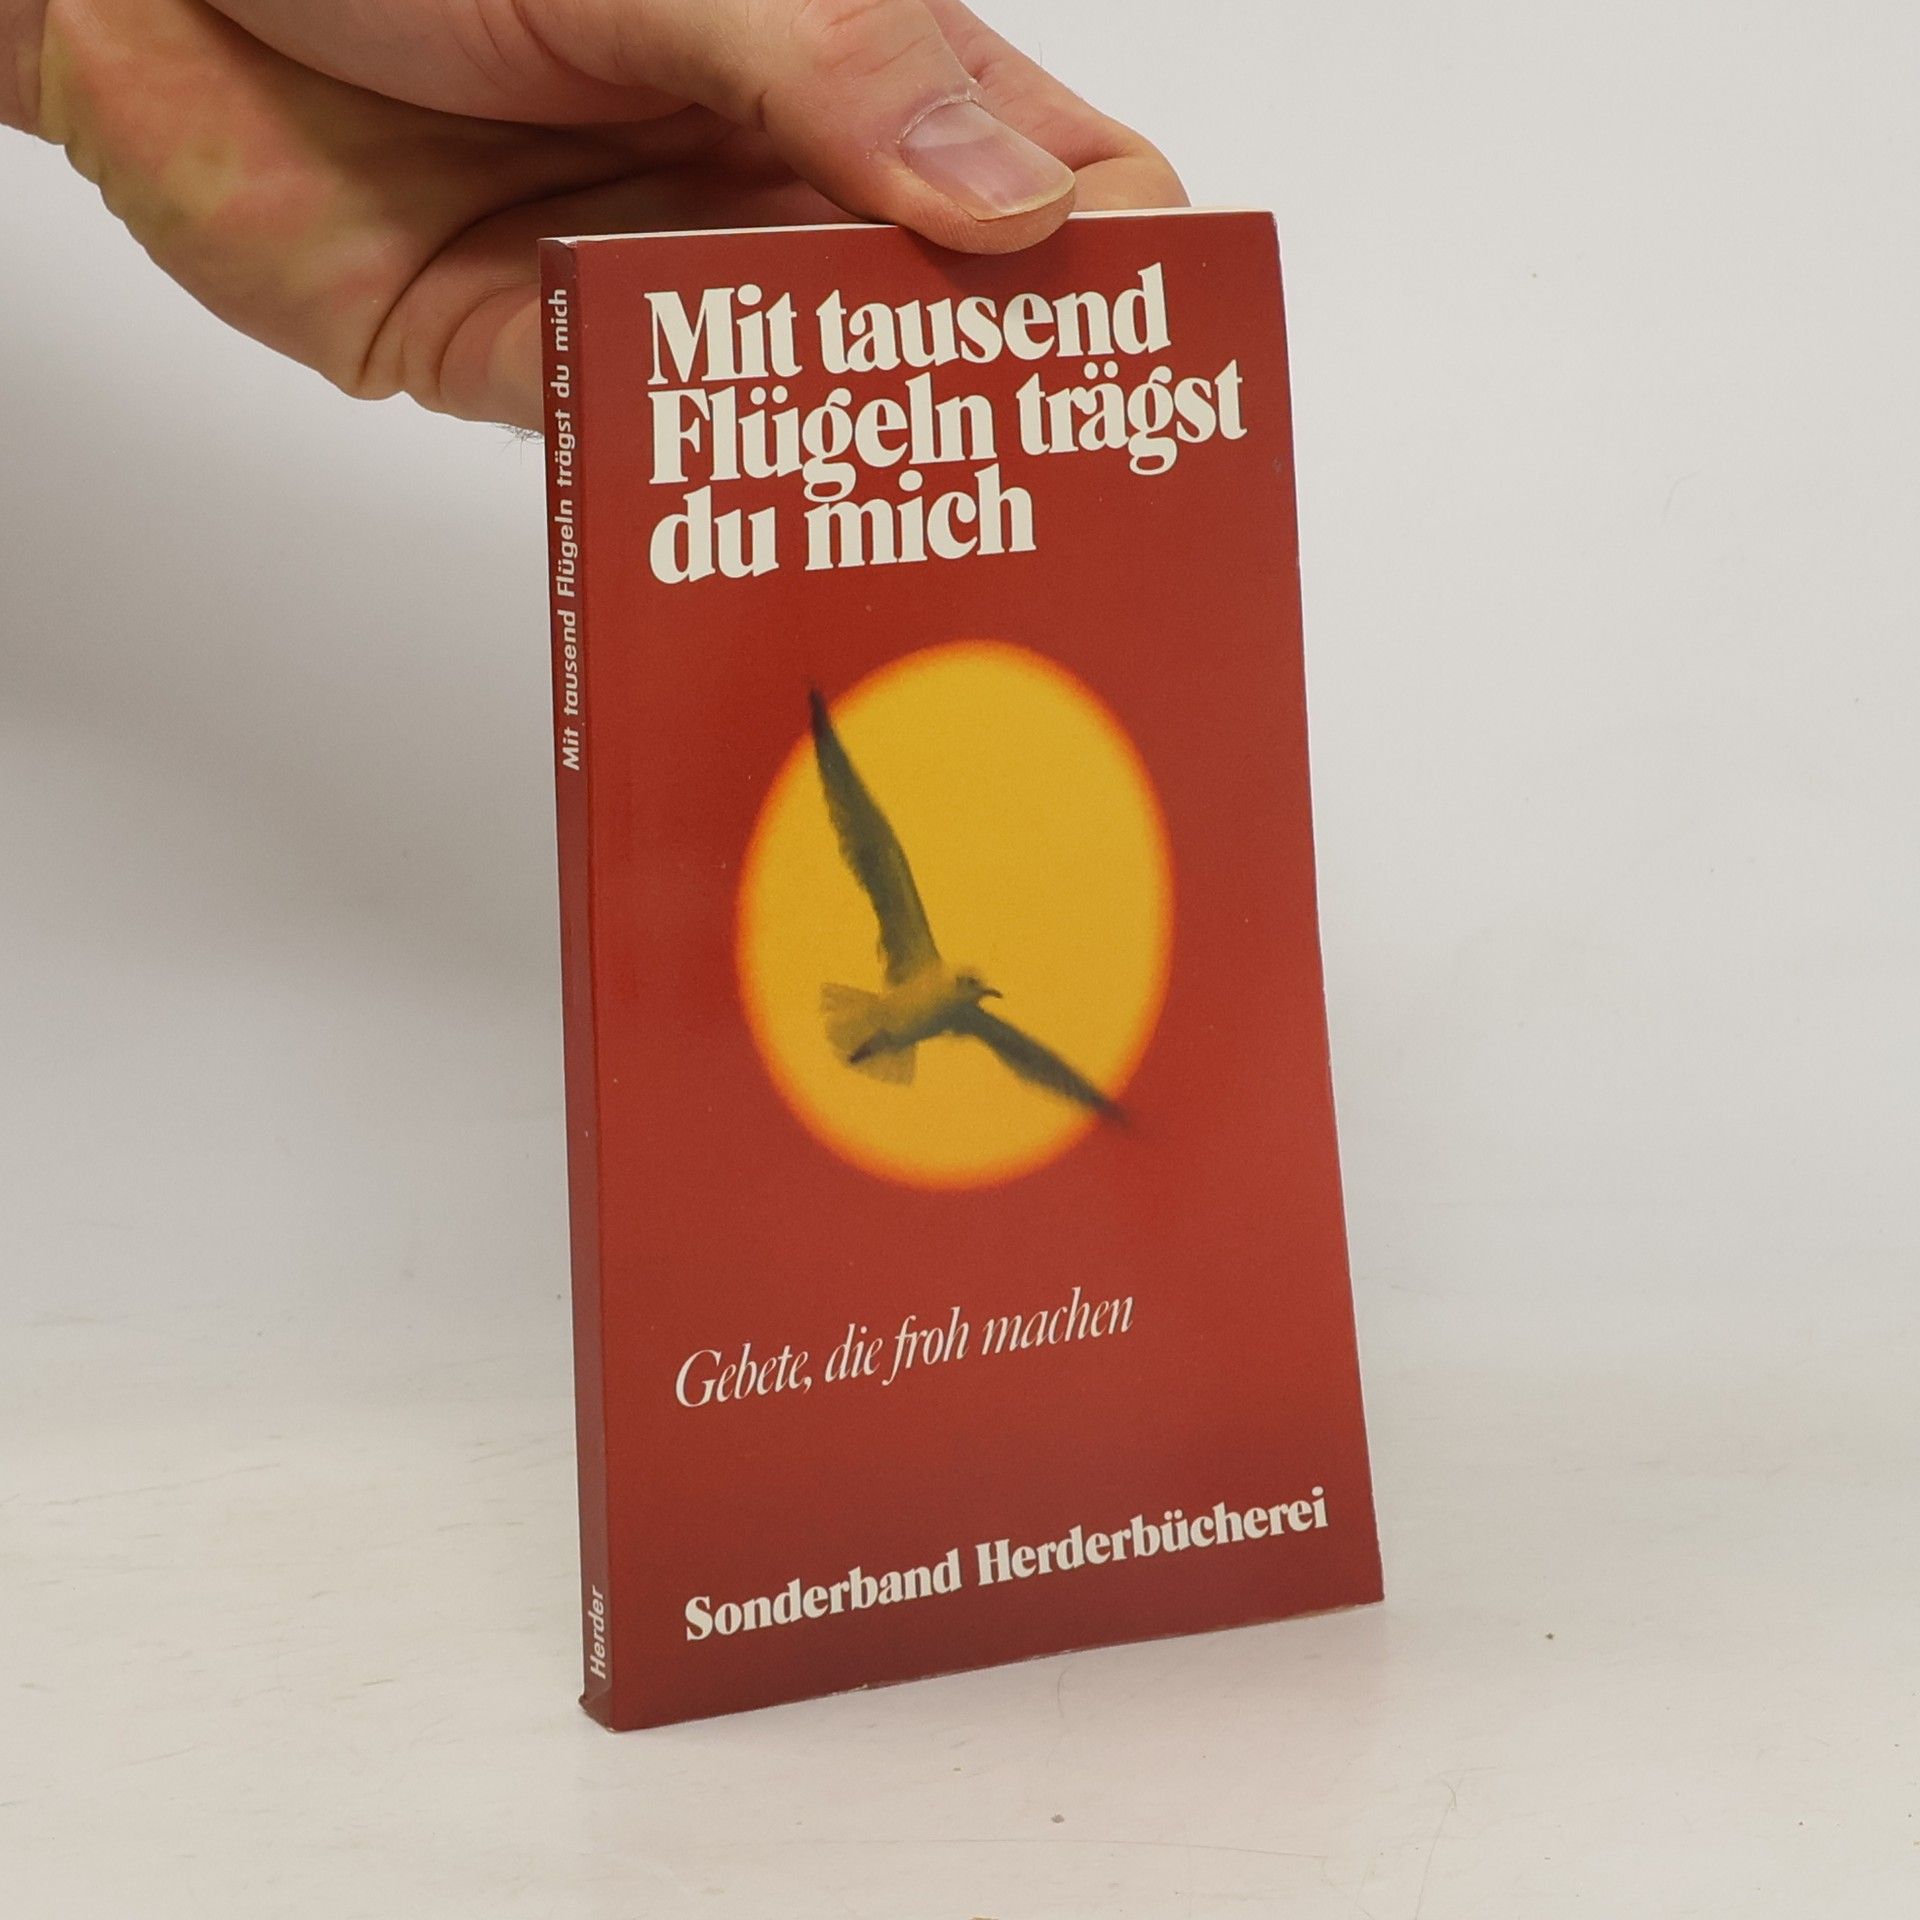 Mit tausend
Flügeln trägst
du mich
Gebete, die froh machen
Sonderband Herderbücherei
Mit tausend Flügeln trägst du mich
Herder